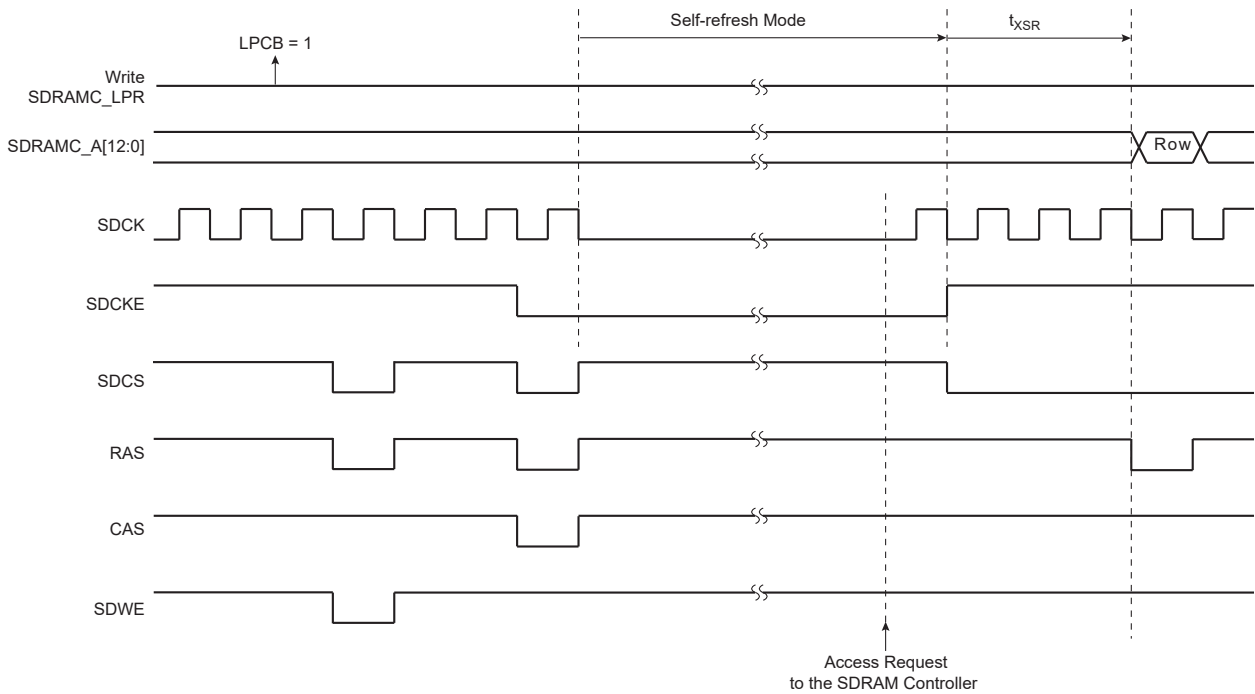 Self-refresh Mode
tXSR
LPCB = 1
Write
SDRAMC_LPR
SDRAMC_A[12:0]
Row
SDCK
SDCKE
SDCS
RAS
CAS
SDWE
Access Request
to the SDRAM Controller